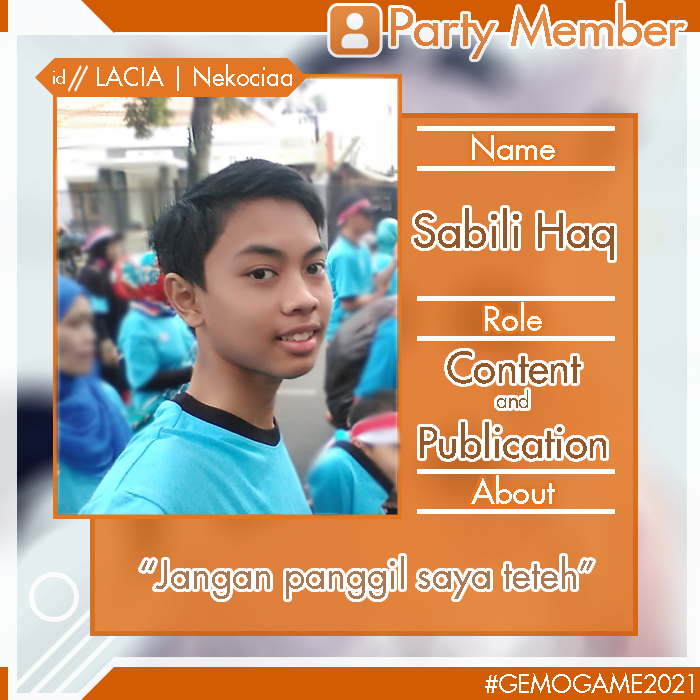 Party Member
id// LACIA | Nekociaa
Name
Sabili Haq
Role
Content
and
Publication
About
“Jangan panggil saya teteh”
#GEMOGAME2021